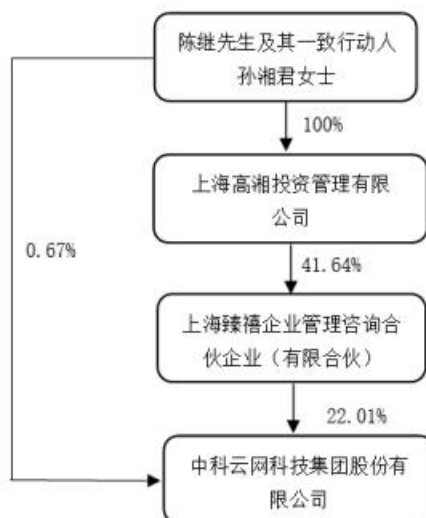 陈继先生及其一致行动人
孙湘君女士
100%
上海高湘投资管理有限
公司
0.67%
41.64%
上海臻禧企业管理咨询合
伙企业（有限合伙）
22.01%
中科云网科技集团股份有
限公司